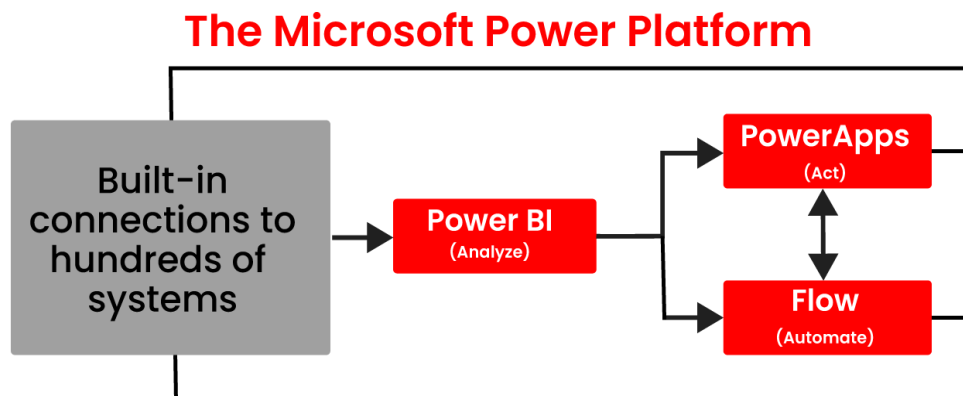 The Microsoft Power Platform
Built-in
connections to
hundreds of
systems
Power BI
(Analyze)
PowerApps
(Act)
Flow
(Automate)